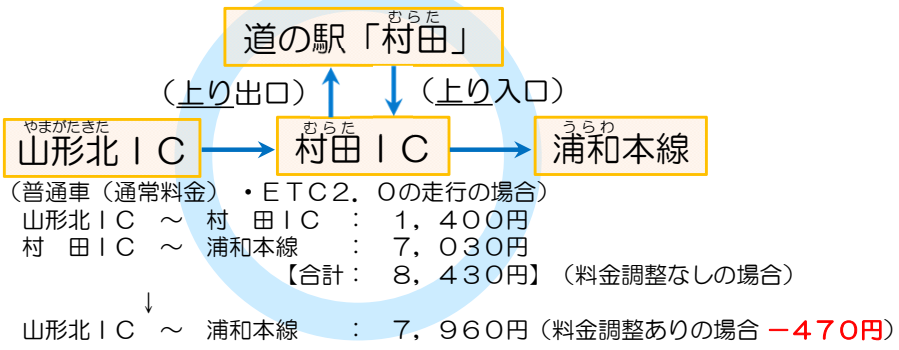 むらた
道の駅「村田」
（上り出口）
（上り入口）
やまがたきた
山形北ＩＣ
むらた
村田ＩＣ
うらわ
浦和本線
（普通車（通常料金）・ＥＴＣ２．０の走行の場合）
山形北ＩＣ　～　村　田ＩＣ　：　１，４００円
村　田ＩＣ　～　浦和本線　：　７，０３０円
【合計：　８，４３０円】（料金調整なしの場合）
↓
山形北ＩＣ　～　浦和本線　：　７，９６０円（料金調整ありの場合 －４７０円）